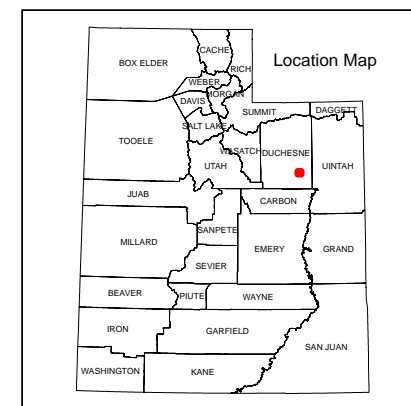 Location Map
BOX ELDER
CACHE
RICH
WEBER
MORGAN
DAVIS
SUMMIT
DAGGETT
SALT LAKE
TOOELE
WASATCH
DUCHESNE
UINTAH
UTAH
JUAB
CARBON
SANPETE
MILLARD
EMERY
GRAND
SEVIER
BEAVER
PIUTE
WAYNE
IRON
GARFIELD
SAN JUAN
WASHINGTON
KANE